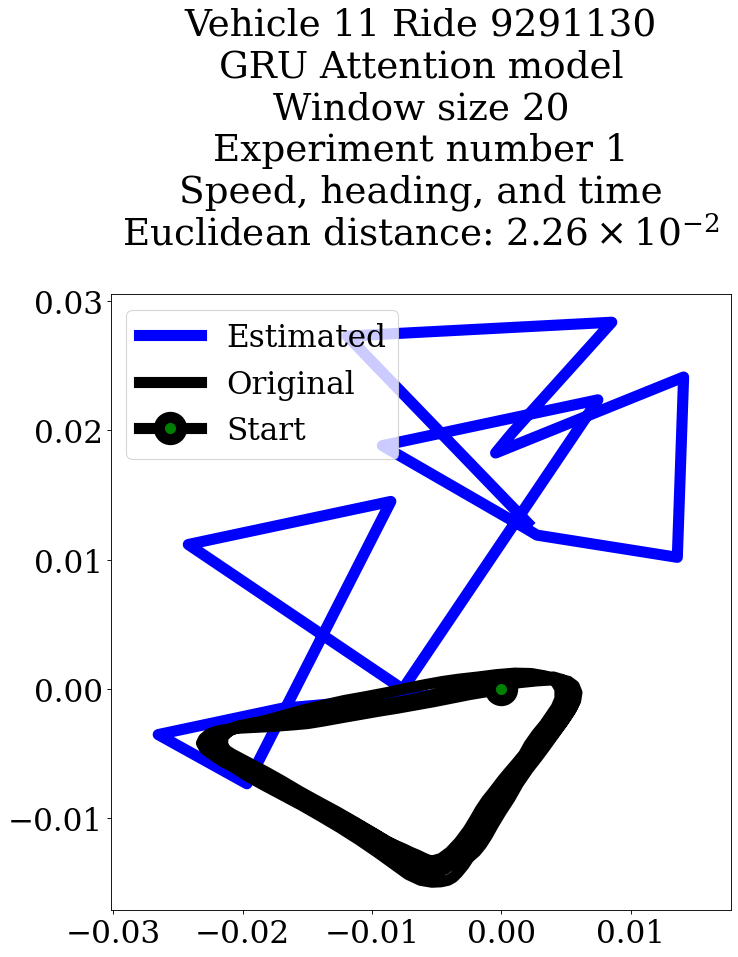 Vehicle 11 Ride 9291130
GRU Attention model
Window size 20
Experiment number 1
Speed, heading, and time
Euclidean distance: 2.26 × 10⁻²
0.03
Estimated
Original
0.02
Start
0.01
0.00
−0.01
−0.03 −0.02 −0.01 0.00 0.01